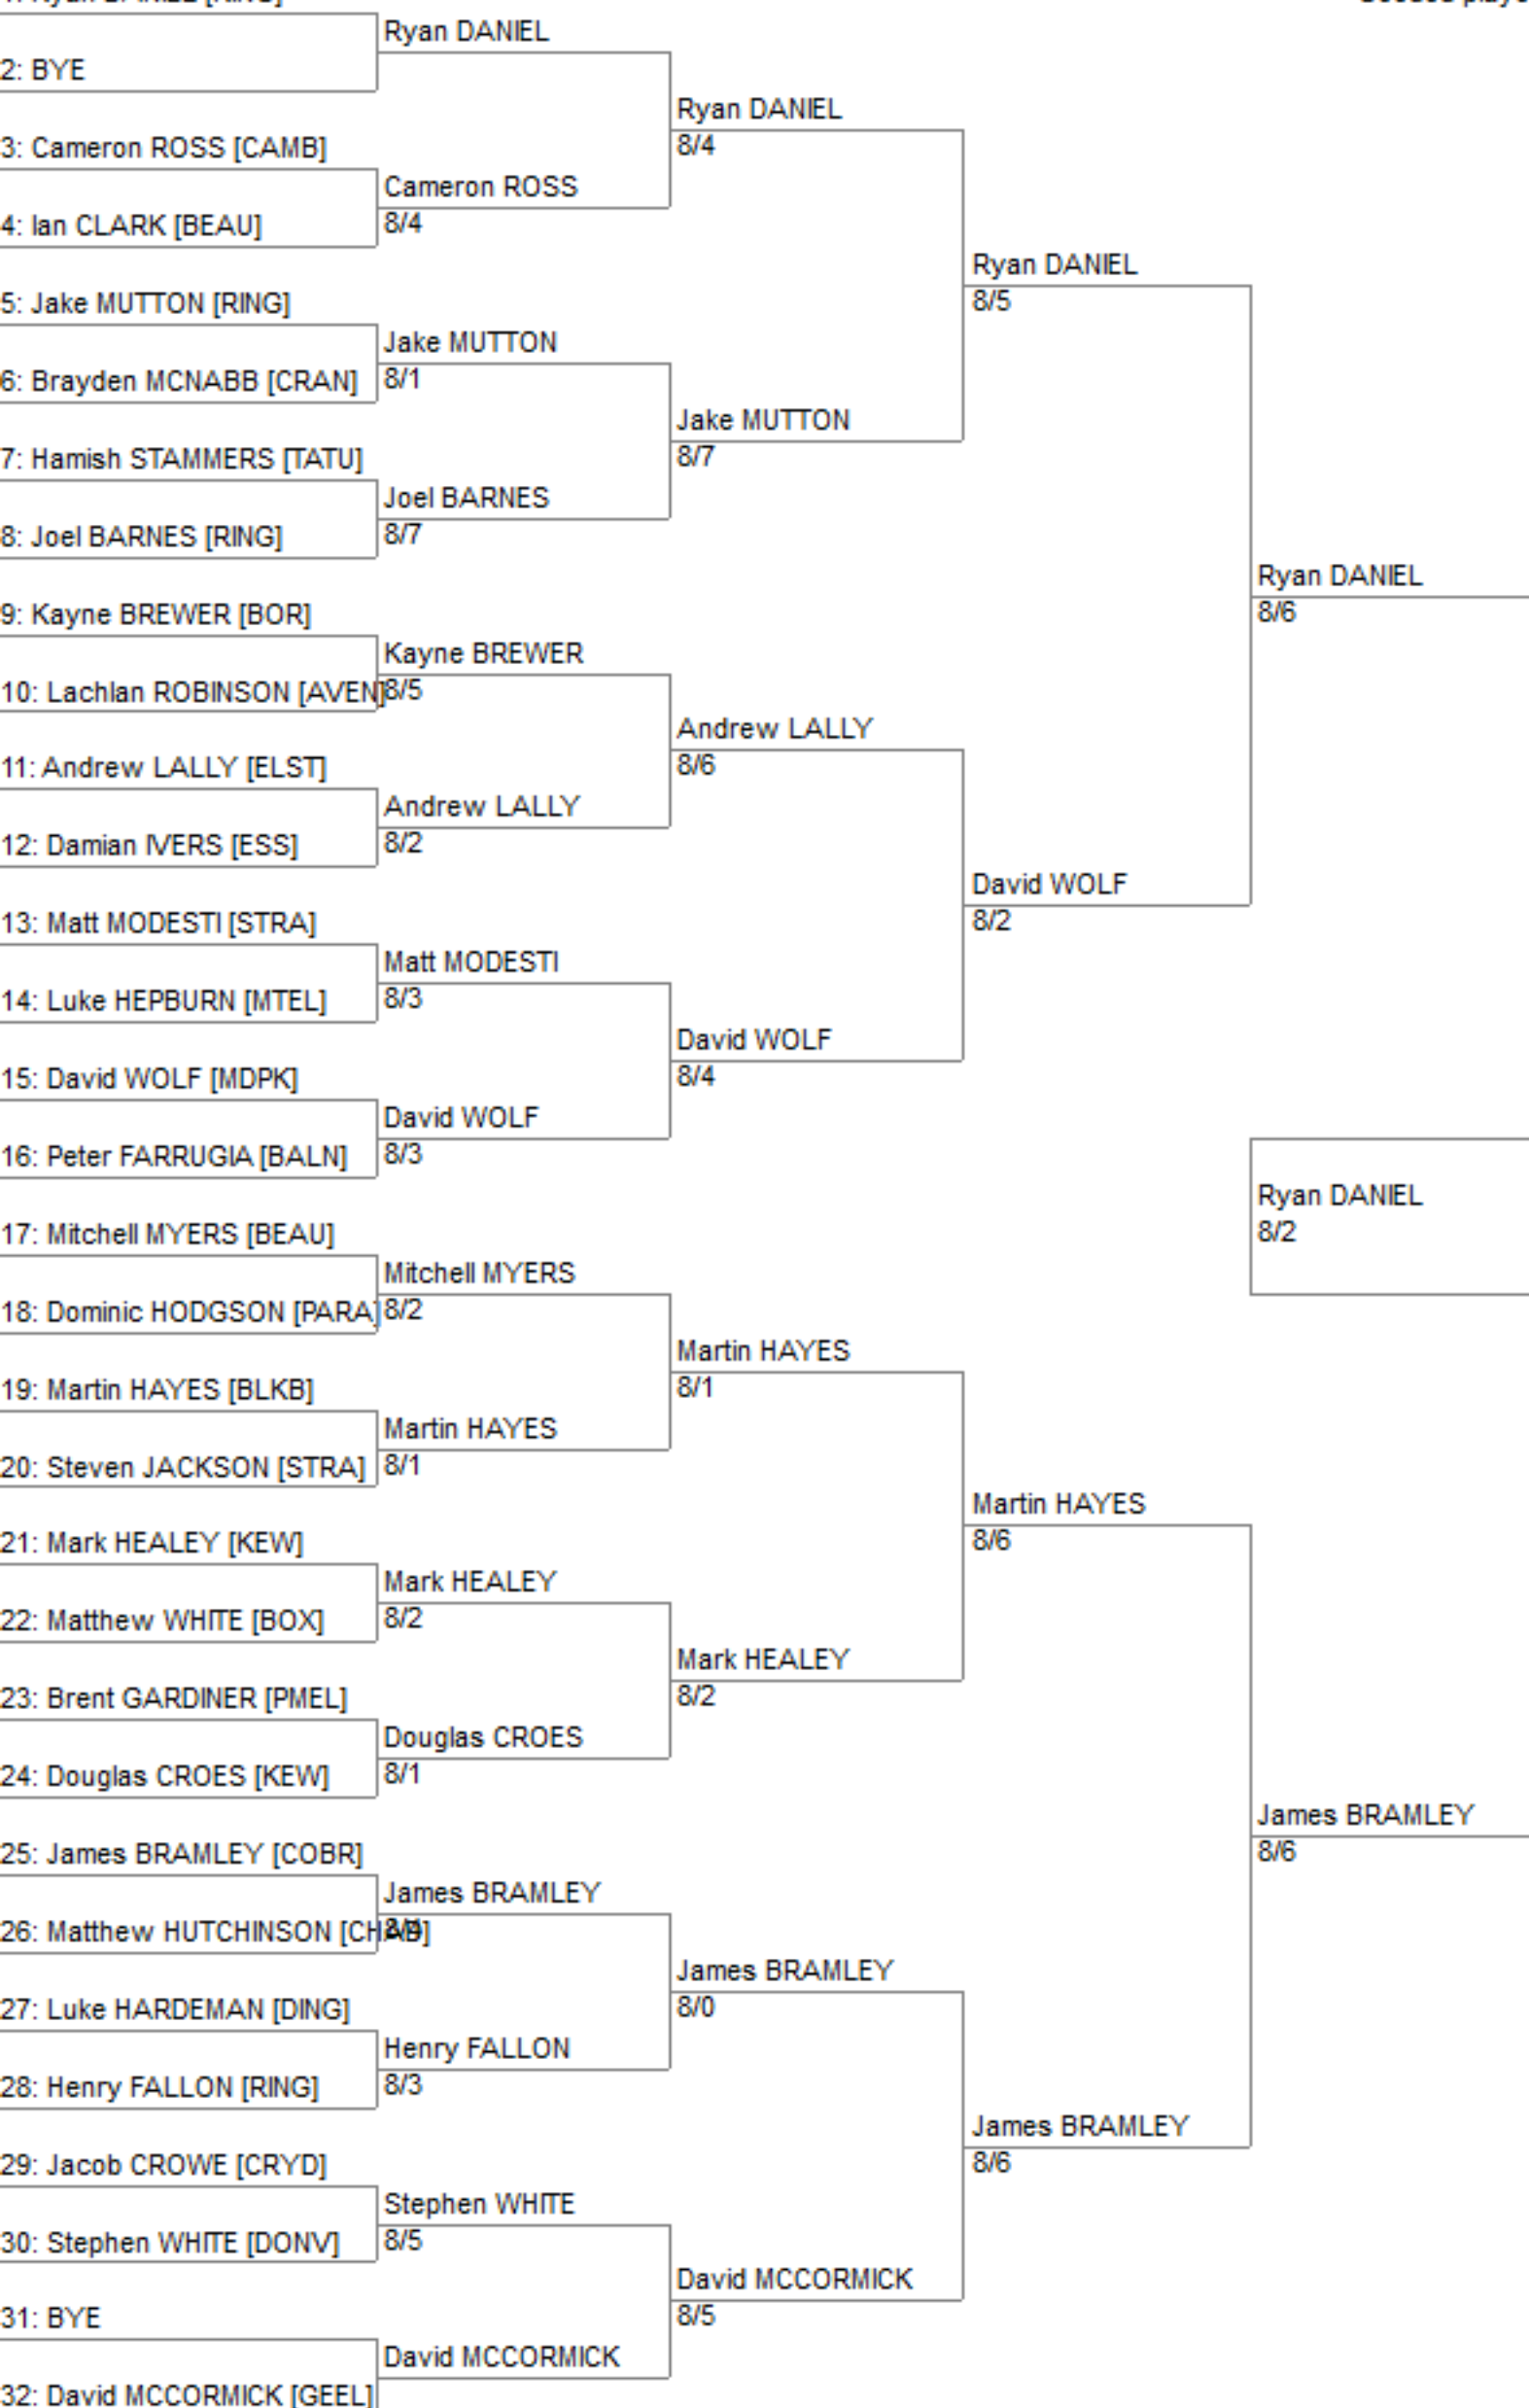 2: BYE
3: Cameron ROSS [CAMB]
4: Ian CLARK [BEAU]
5: Jake MUTTON [RING]
6: Brayden MCNABB [CRAN]
7: Hamish STAMMERS [TATU]
8: Joel BARNES [RING]
9: Kayne BREWER [BOR]
10: Lachlan ROBINSON [AVEN]
11: Andrew LALLY [ELST]
12: Damian IVERS [ESS]
13: Matt MODESTI [STRA]
14: Luke HEPBURN [MTEL]
15: David WOLF [MDPK]
16: Peter FARRUGIA [BALN]
17: Mitchell MYERS [BEAU]
18: Dominic HODGSON [PARA]
19: Martin HAYES [BLKB]
20: Steven JACKSON [STRA]
21: Mark HEALEY [KEW]
22: Matthew WHITE [BOX]
23: Brent GARDINER [PMEL]
24: Douglas CROES [KEW]
25: James BRAMLEY [COBR]
26: Matthew HUTCHINSON
27: Luke HARDEMAN [DING]
28: Henry FALLON [RING]
29: Jacob CROWE [CRYD]
30: Stephen WHITE [DONV]
31: BYE
32: David MCCORMICK [GEEL]
Ryan DANIEL
Cameron ROSS
8/4
Jake MUTTON
8/1
Joel BARNES
8/7
Kayne BREWER
8/5
Andrew LALLY
8/2
Matt MODESTI
8/3
David WOLF
8/3
Mitchell MYERS
8/2
Martin HAYES
8/1
Mark HEALEY
8/2
Douglas CROES
8/1
James BRAMLEY
Henry FALLON
8/3
Stephen WHITE
8/5
David MCCORMICK
Ryan DANIEL
8/4
Jake MUTTON
8/7
Andrew LALLY
8/6
David WOLF
8/4
Martin HAYES
8/1
Mark HEALEY
8/2
James BRAMLEY
8/0
David MCCORMICK
8/5
Ryan DANIEL
8/5
David WOLF
8/2
Martin HAYES
8/6
James BRAMLEY
8/6
Ryan DANIEL
8/6
Ryan DANIEL
8/2
James BRAMLEY
8/6